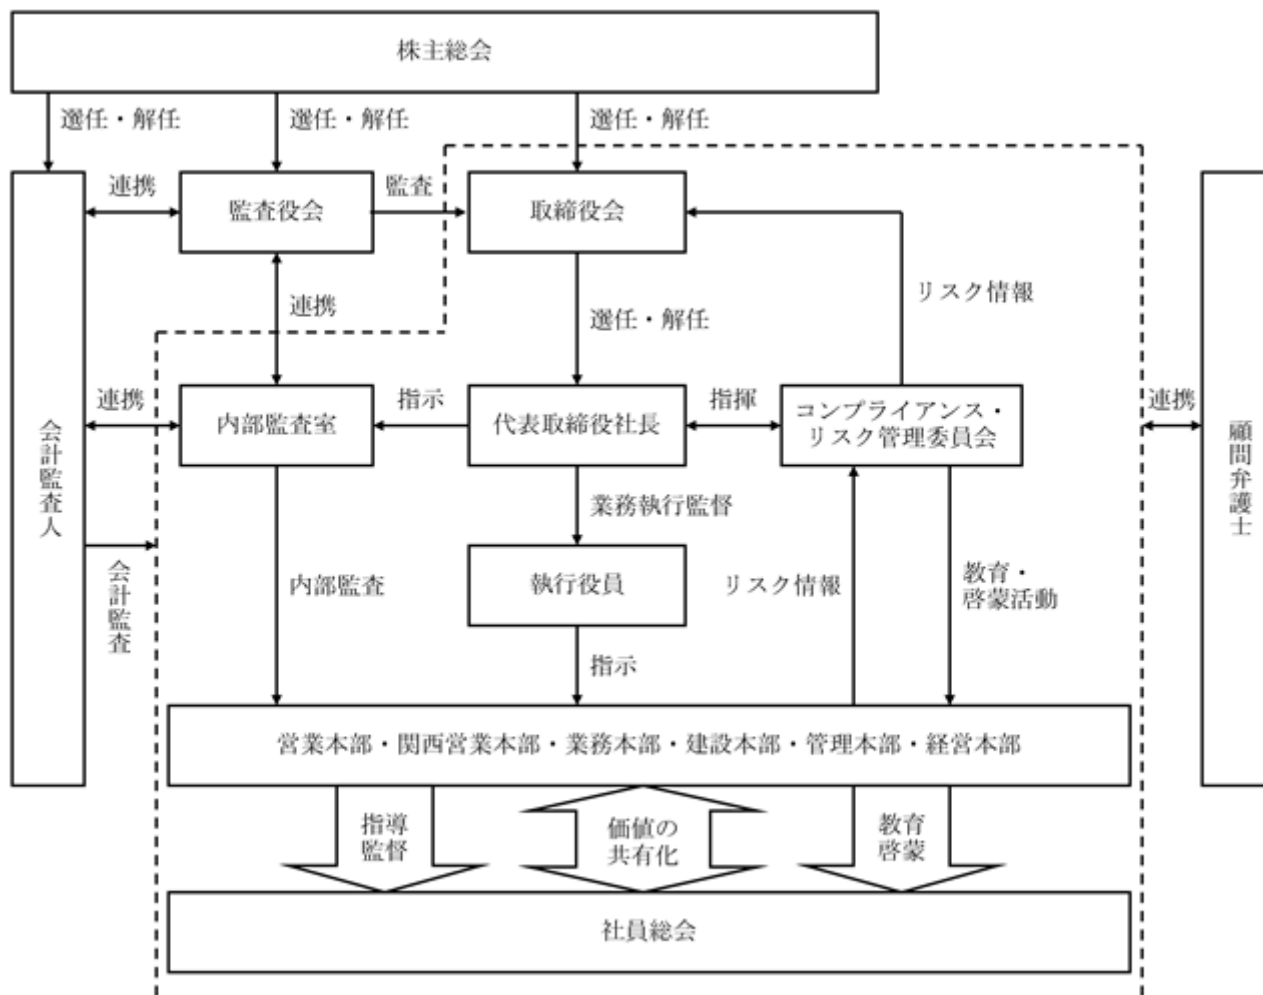 株主総会
選任・解任
選任・解任
選任・解任
連携
監査役会
監査
取締役会
リスク情報
連携
選任・解任
連携
内部監査室
指示
代表取締役社長
指揮
コンプライアンス・
リスク管理委員会
連携
会計監査人
顧問弁護士
業務執行監督
会計監査
内部監査
執行役員
リスク情報
教育・
啓蒙活動
指示
営業本部・関西営業本部・業務本部・建設本部・管理本部・経営本部
指導
監督
価値の
共有化
教育
啓蒙
社員総会